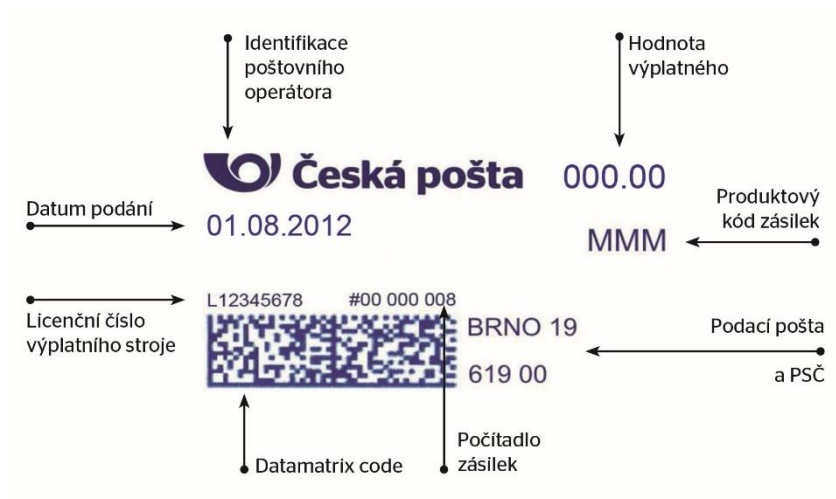 Identifikace
poštovního
operátora
Hodnota
výplatného
Česká pošta
000.00
Datum podání
01.08.2012
Produktový
kód zásilek
MMM
L12345678
#00 000 008
Licenční číslo
výplatního stroje
BRNO 19
619 00
Podací pošta
a PSČ
Datamatrix code
Počítadlo
zásilek